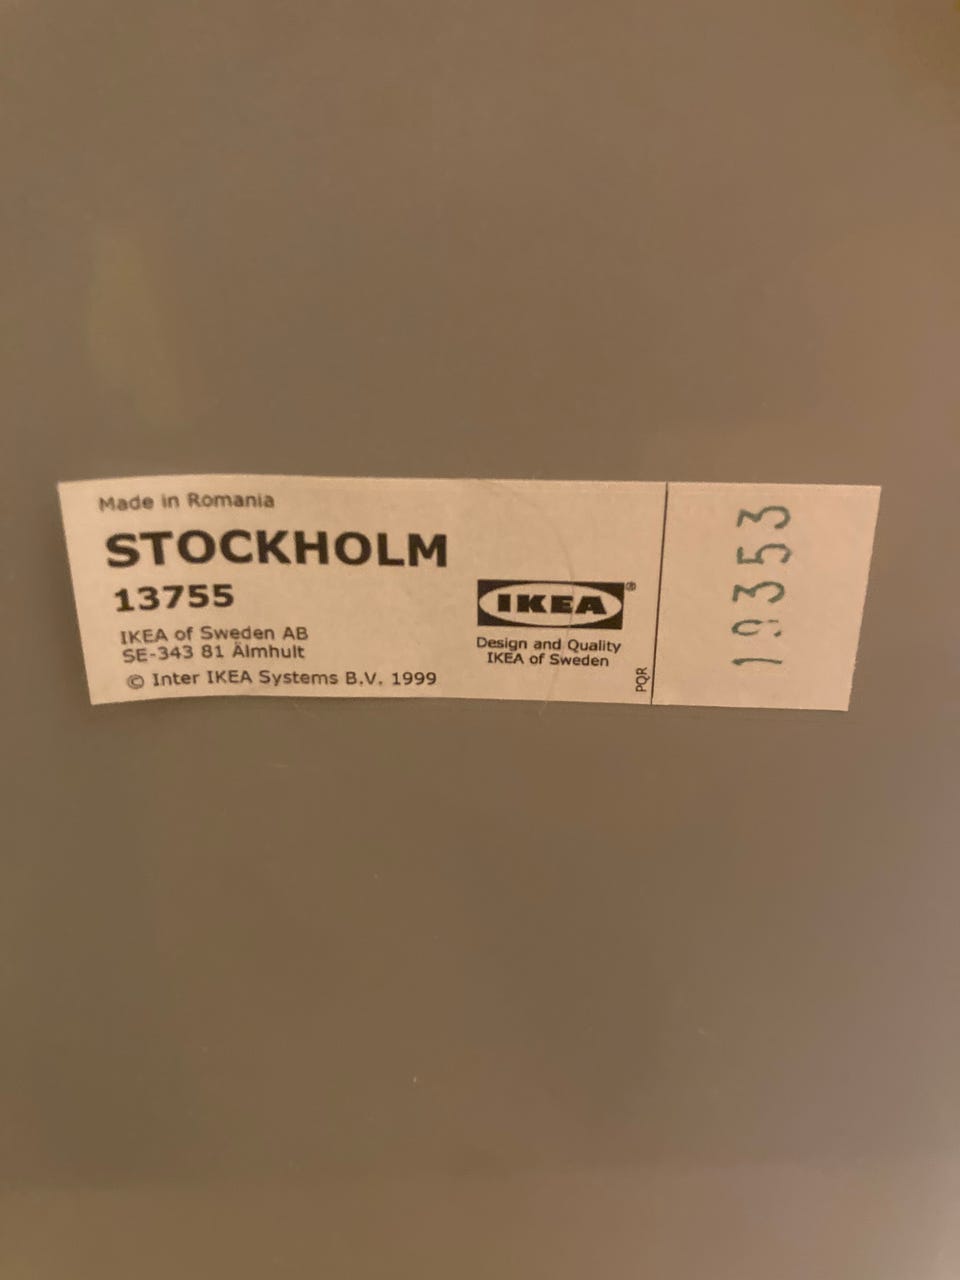 Made in Romania
STOCKHOLM
13755
IKEA of Sweden AB
SE-343 81 Älmhult
© Inter IKEA Systems B.V. 1999
IKEA®
Design and Quality
IKEA of Sweden
PQR
19353